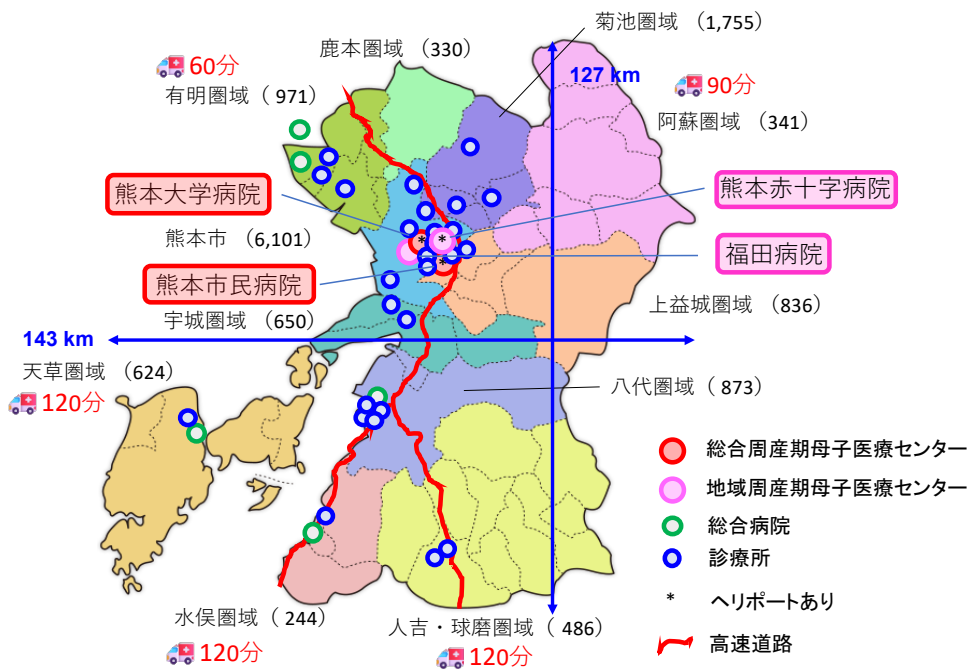 菊池圏域 (1,755)
鹿本圏域 (330)
60分
127 km
90分
有明圏域 ( 971)
阿蘇圏域 (341)
熊本大学病院
熊本赤十字病院
熊本市 (6,101)
福田病院
熊本市民病院
上益城圏域 (836)
宇城圏域 (650)
143 km
天草圏域 (624)
八代圏域 (873)
120分
総合周産期母子医療センター
地域周産期母子医療センター
総合病院
診療所
* ヘリポートあり
高速道路
水俣圏域 (244)
人吉・球磨圏域 ( 486)
120分
120分
* * *